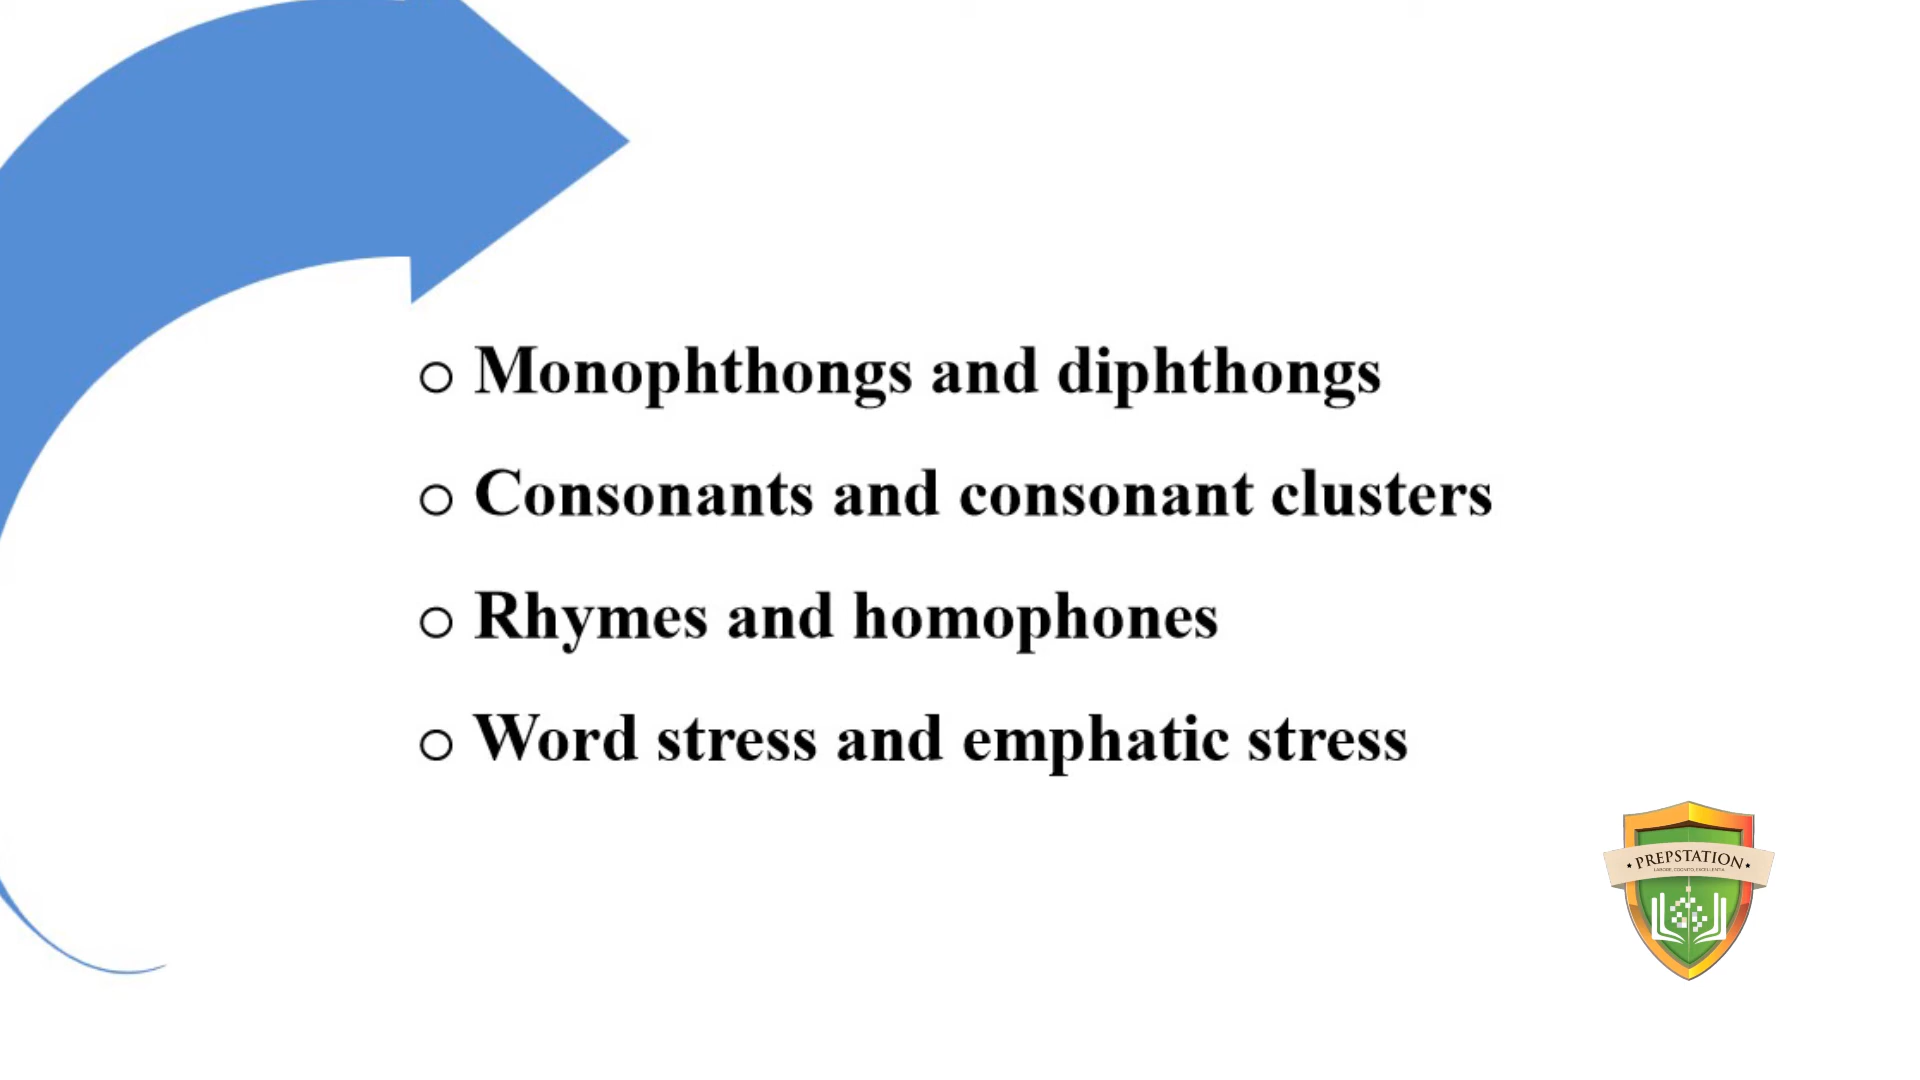 o Monophthongs and diphthongs
o Consonants and consonant clusters
o Rhymes and homophones
o Word stress and emphatic stress
PREPSTATION